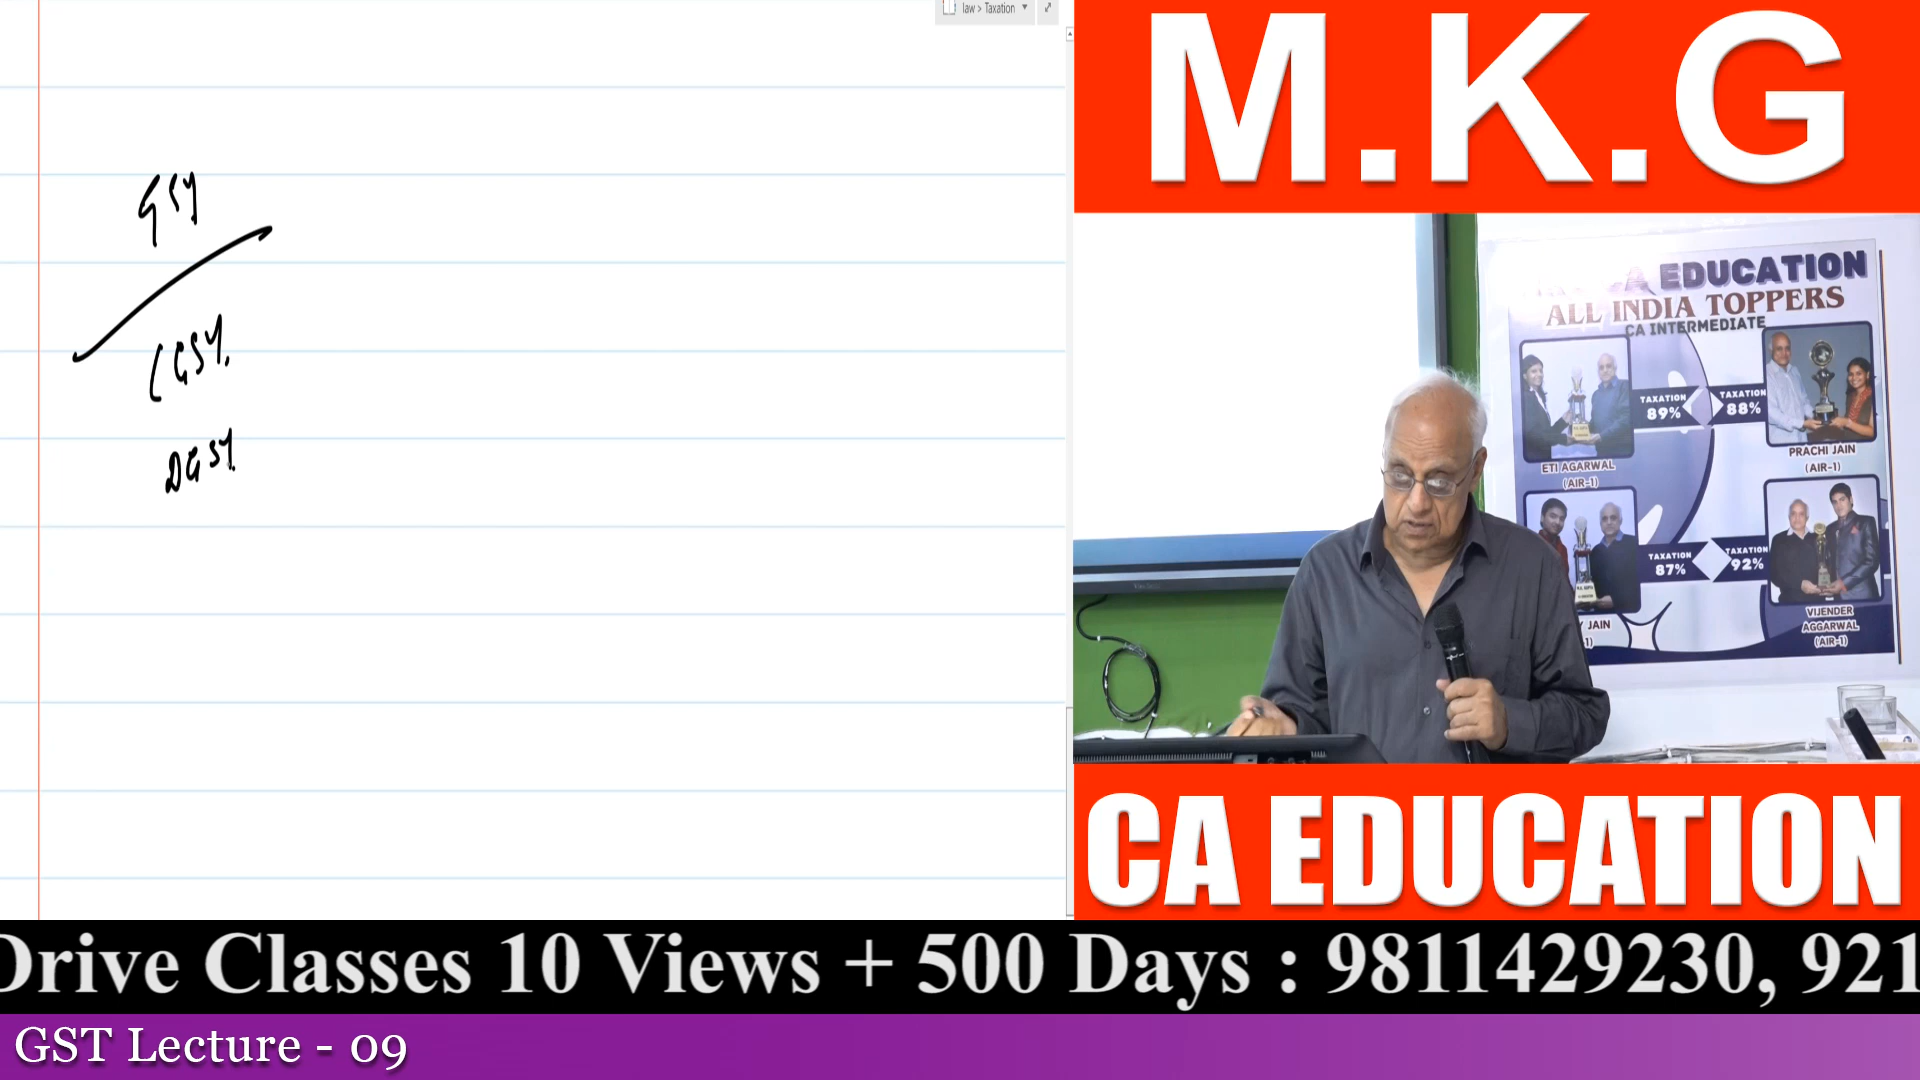 law > Taxation
GST
CGST.
DGST.
M.K.G
EDUCATION
ALL INDIA TOPPERS
CA INTERMEDIATE
TAXATION
89%
TAXATION
88%
ETI AGARWAL
(AIR-1)
PRACHI JAIN
(AIR-1)
TAXATION
87%
TAXATION
92%
JAIN
VIJENDER
AGGARWAL
(AIR-1)
CA EDUCATION
Drive Classes 10 Views + 500 Days : 9811429230, 921
GST Lecture - 09